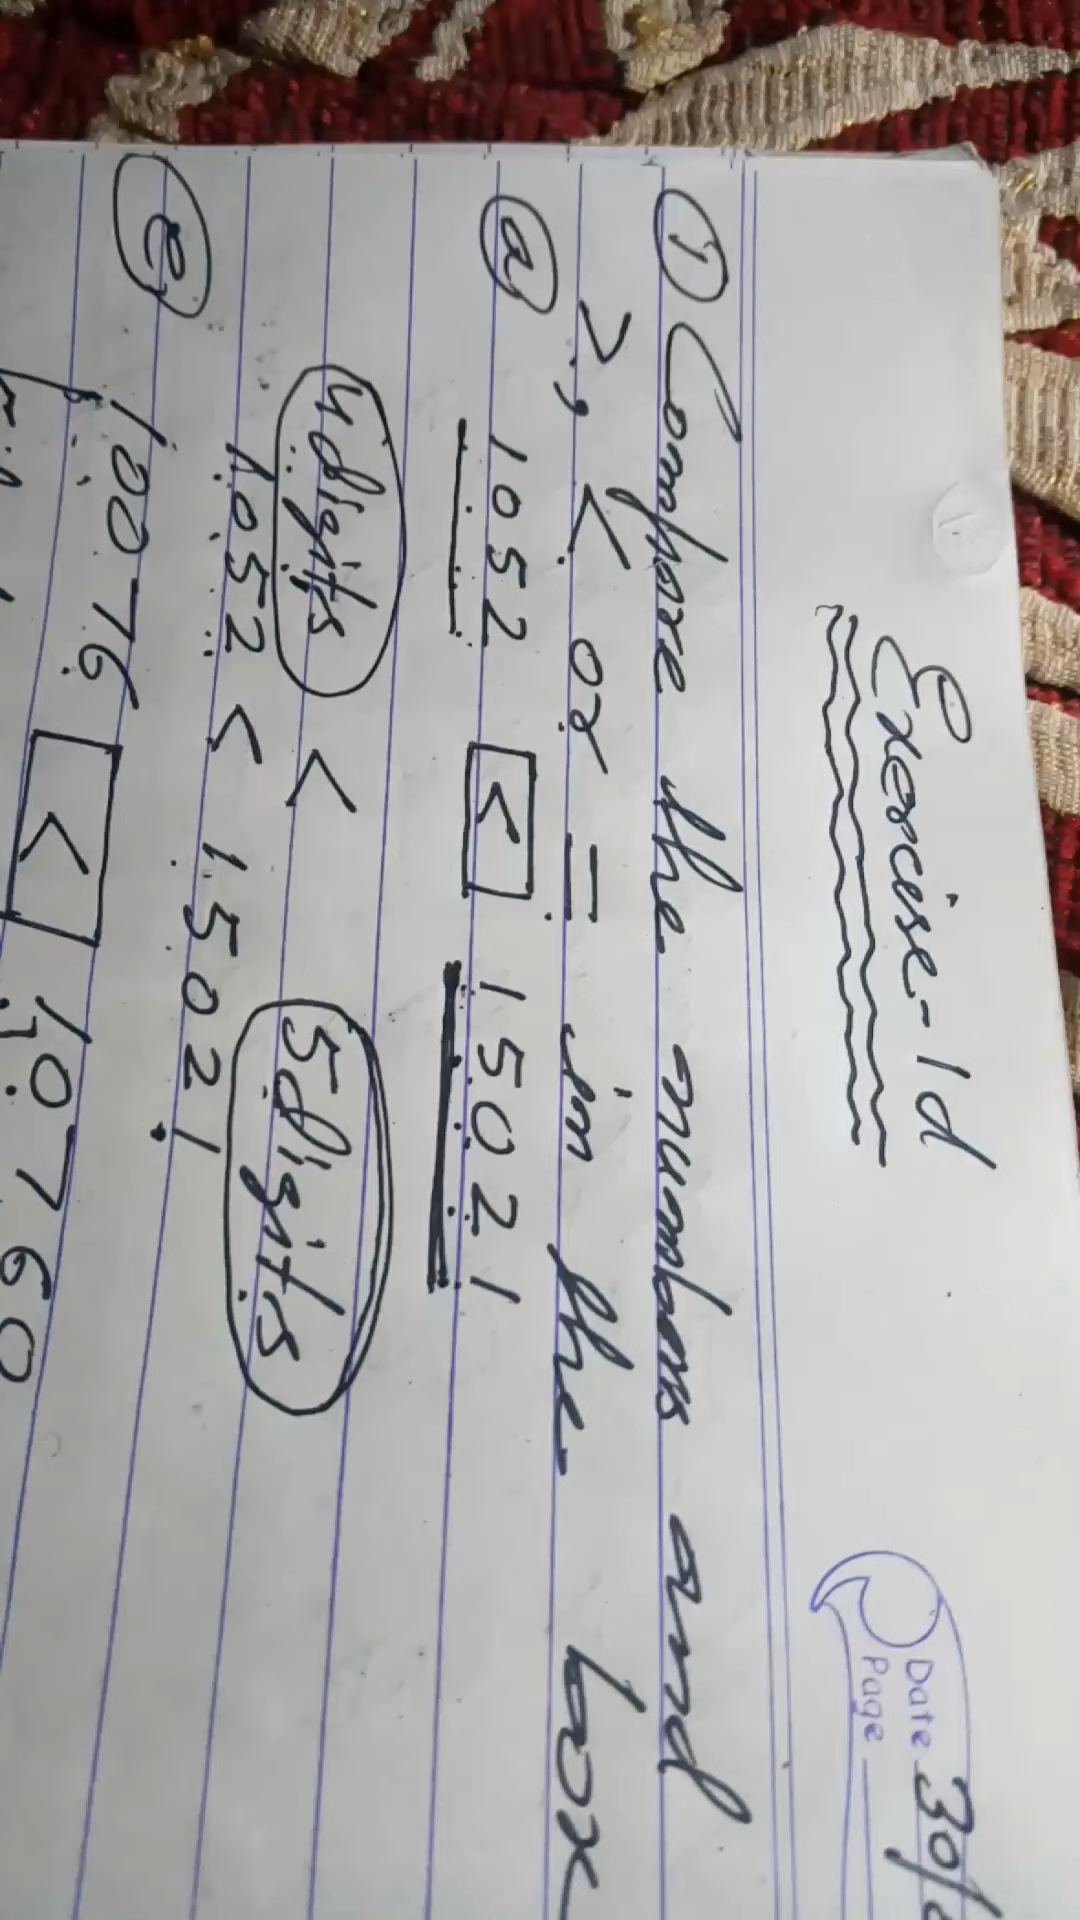 Date 30/
Page
Exercise-1d
① Compare the numbers and
>, < or = in the box
ⓐ 1052 < 15021
4digits < 5digits
1052 < 15021
ⓔ 10076 < 10760